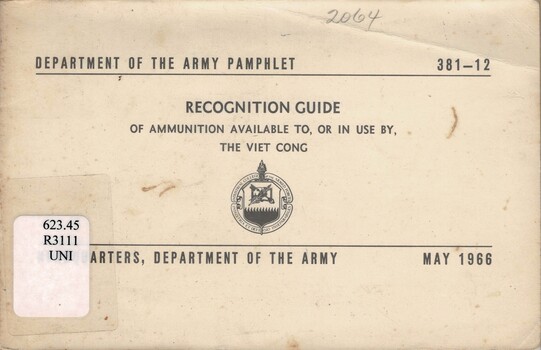 2064
DEPARTMENT OF THE ARMY PAMPHLET 381-12
RECOGNITION GUIDE
OF AMMUNITION AVAILABLE TO, OR IN USE BY,
THE VIET CONG
623.45
R3111
UNI
ARTERS, DEPARTMENT OF THE ARMY MAY 1966